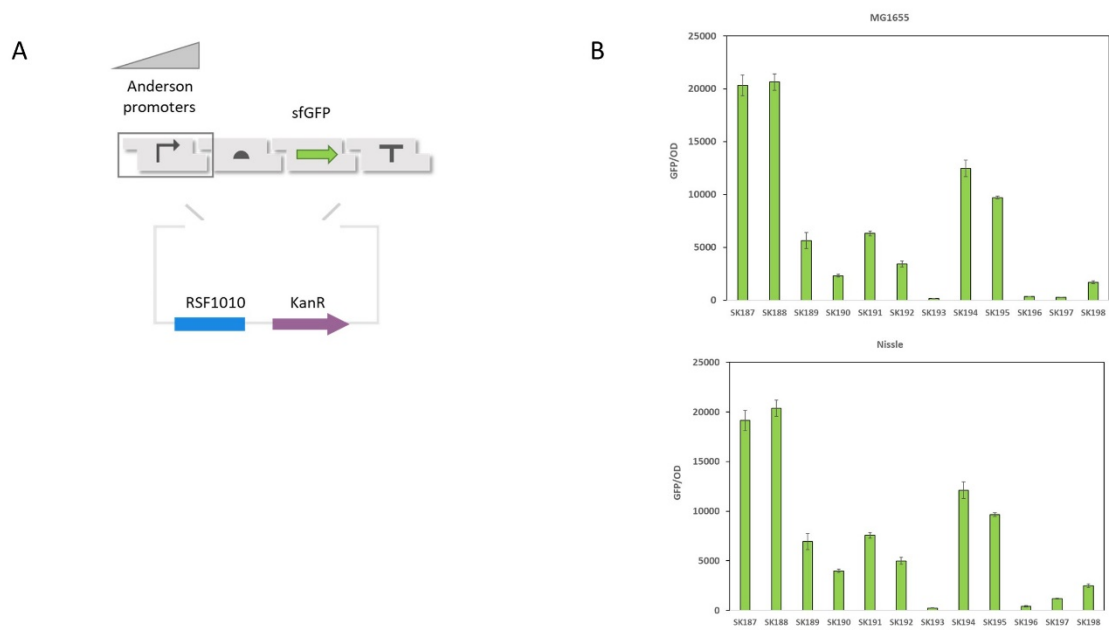 A
Anderson
promoters
sfGFP
RSF1010
KanR
B
MG1655
25000
20000
15000
10000
5000
0
GFP/OD
SK187 SK188 SK189 SK190 SK191 SK192 SK193 SK194 SK195 SK196 SK197 SK198
Nissle
25000
20000
15000
10000
5000
0
GFP/OD
SK187 SK188 SK189 SK190 SK191 SK192 SK193 SK194 SK195 SK196 SK197 SK198